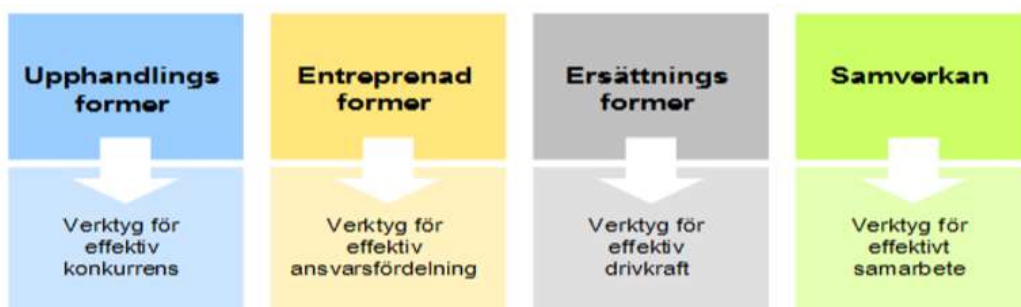 Upphandlings
former
Entreprenad
former
Ersättnings
former
Samverkan
Verktyg för
effektiv
konkurrens
Verktyg för
effektiv
ansvarsfördelning
Verktyg för
effektiv
drivkraft
Verktyg för
effektivt
samarbete